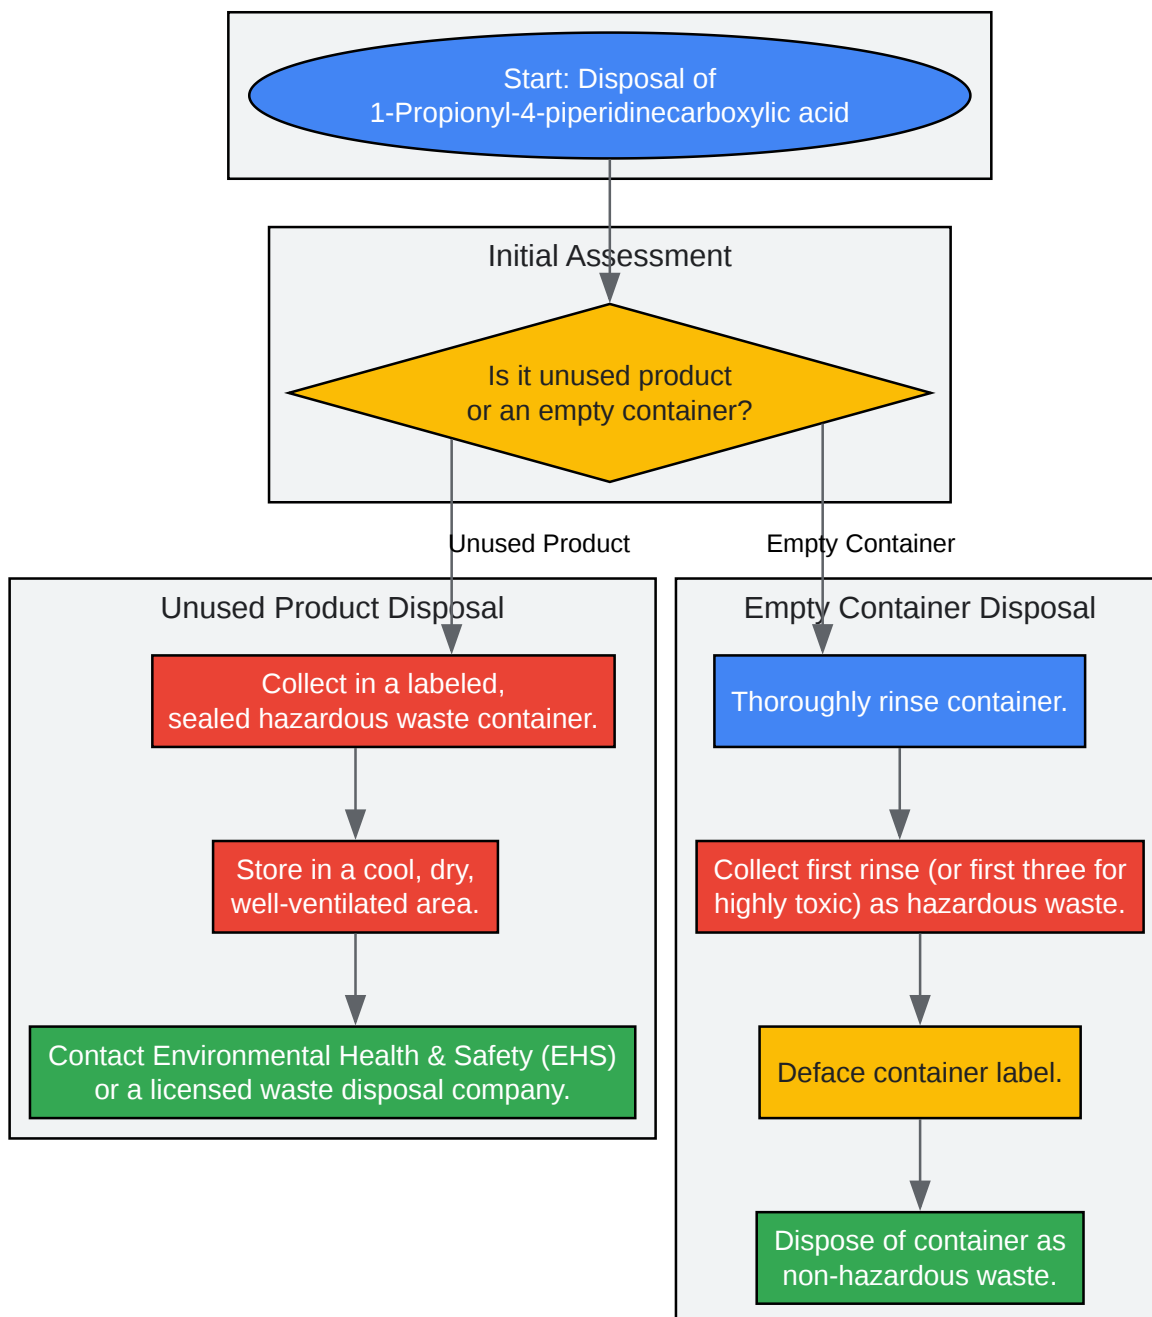 Start: Disposal of
1-Propionyl-4-piperidinecarboxylic acid
Initial Assessment
Is it unused product
or an empty container?
Unused Product
Empty Container
Unused Product Disposal
Collect in a labeled,
sealed hazardous waste container.
Store in a cool, dry,
well-ventilated area.
Contact Environmental Health & Safety (EHS)
or a licensed waste disposal company.
Empty Container Disposal
Thoroughly rinse container.
Collect first rinse (or first three for
highly toxic) as hazardous waste.
Deface container label.
Dispose of container as
non-hazardous waste.